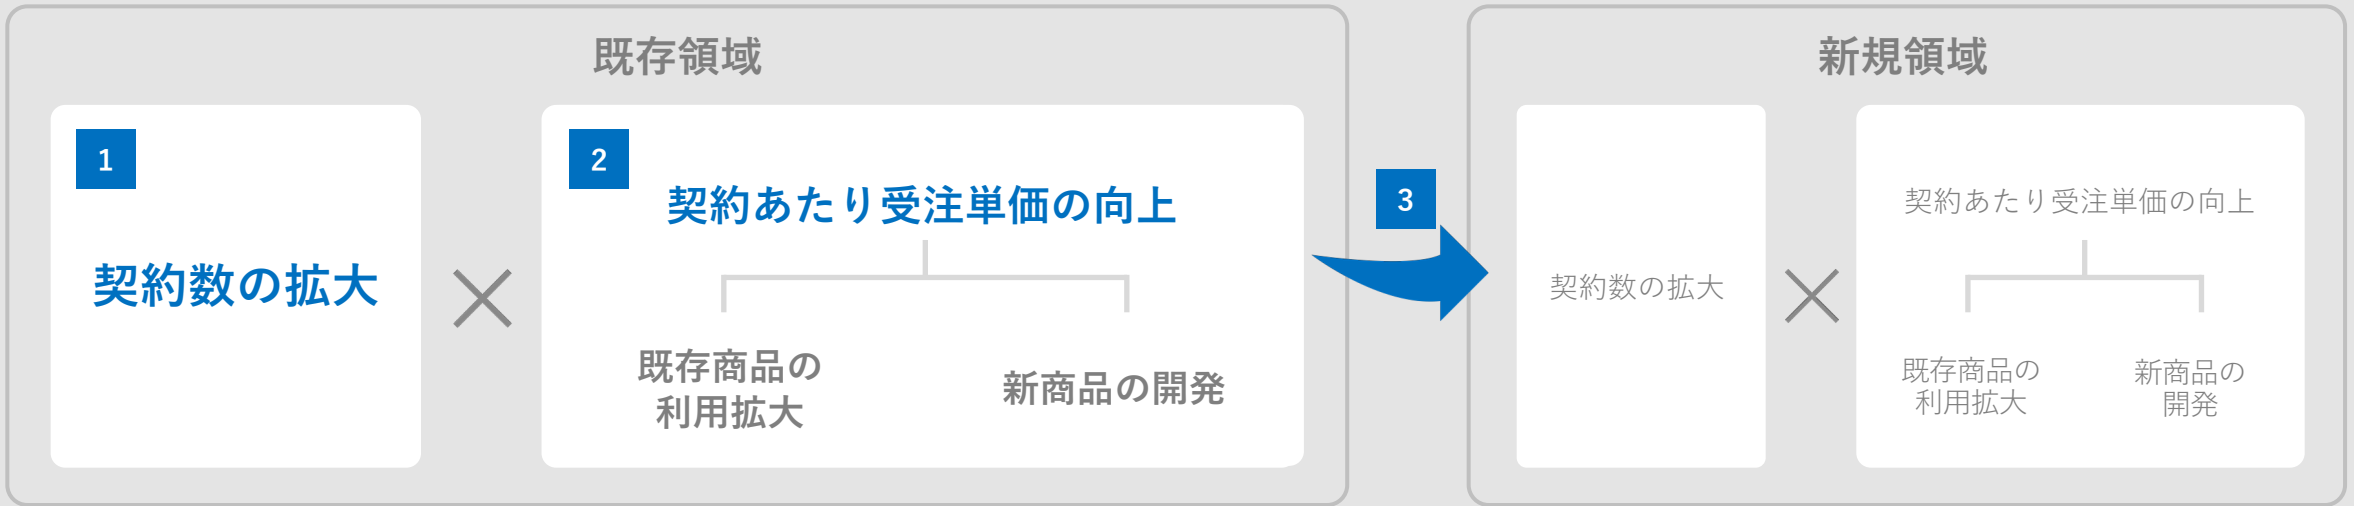 既存領域
1
契約数の拡大
2
契約あたり受注単価の向上
既存商品の
利用拡大
新商品の開発
3
新規領域
契約数の拡大
契約あたり受注単価の向上
既存商品の
利用拡大
新商品の
開発